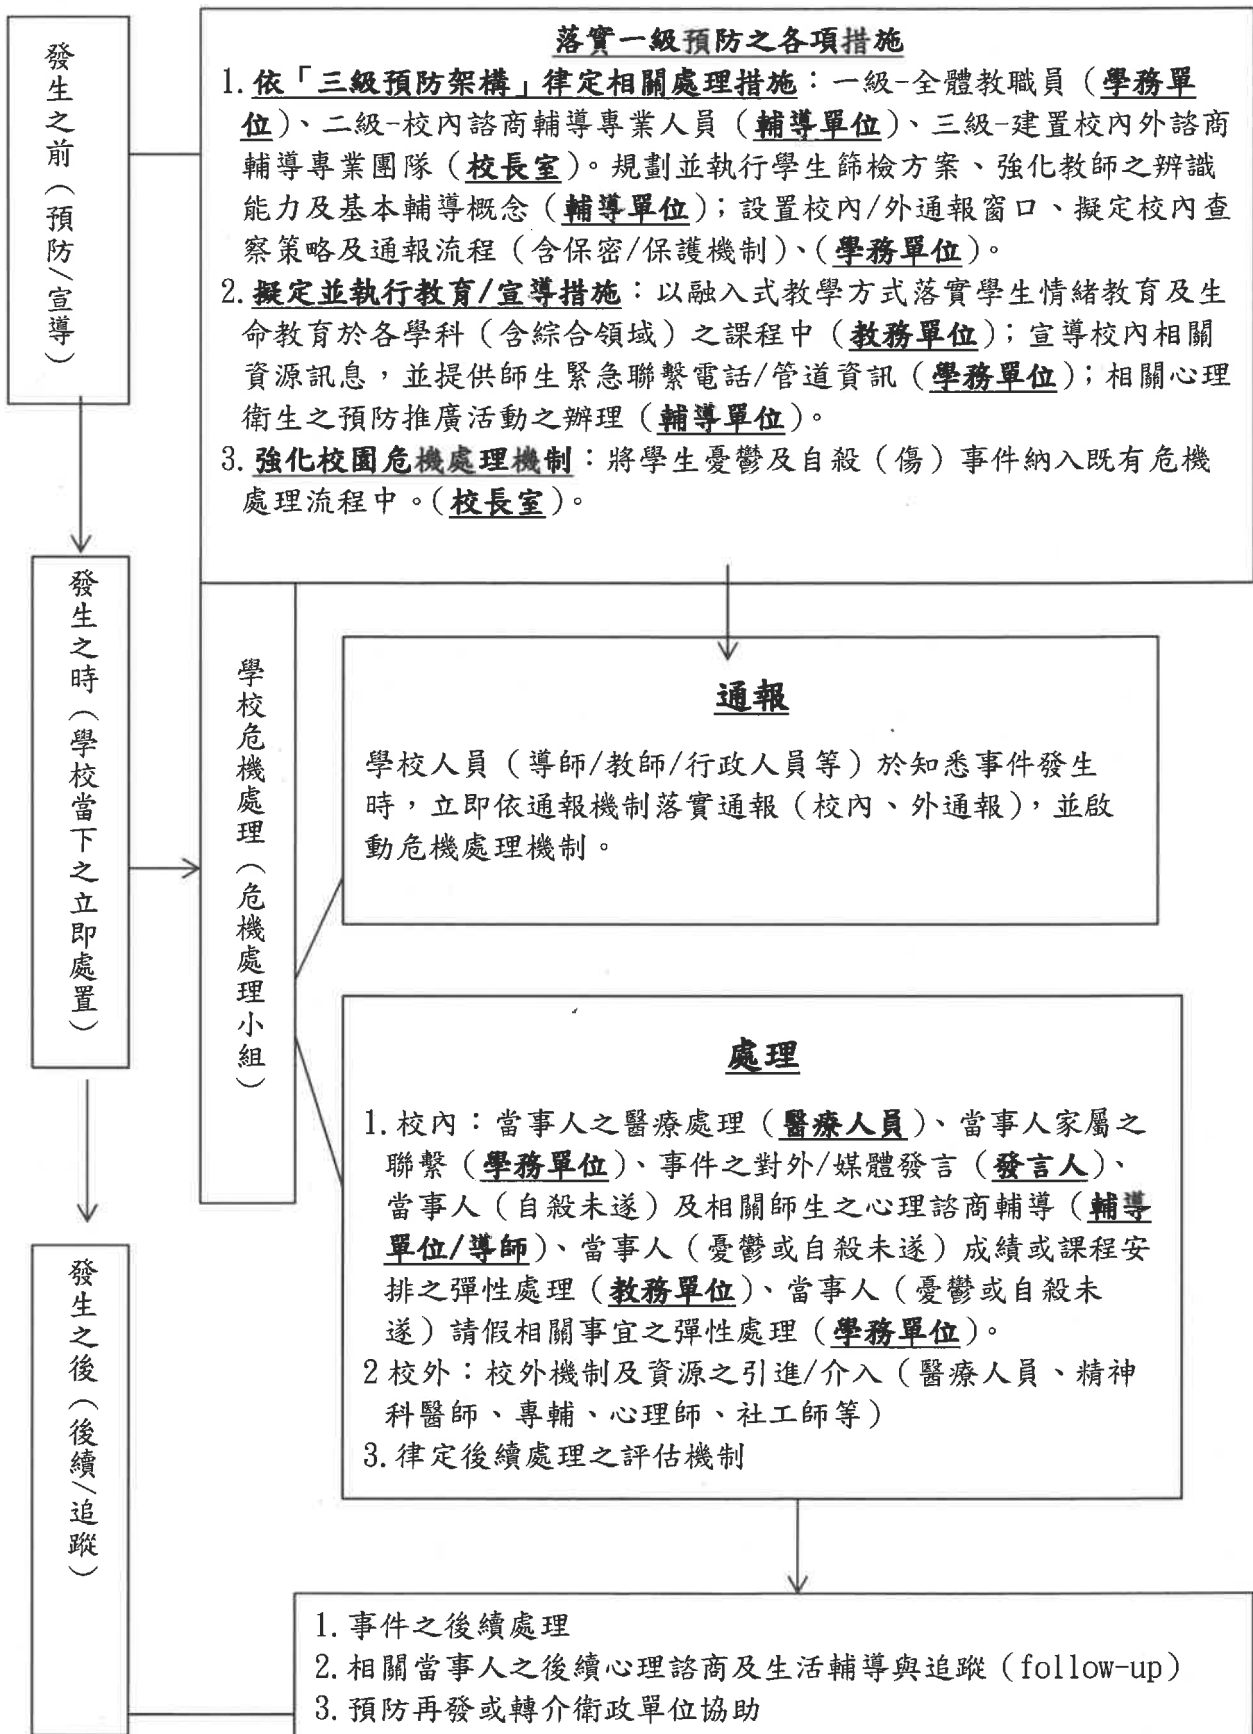 發生之前（預防/宣導）
落實一級預防之各項措施
1.依「三級預防架構」律定相關處理措施：一級-全體教職員（學務單
位）、二級-校內諮商輔導專業人員（輔導單位）、三級-建置校內外諮商
輔導專業團隊（校長室）。規劃並執行學生篩檢方案、強化教師之辨識
能力及基本輔導概念（輔導單位）；設置校內/外通報窗口、擬定校內查
察策略及通報流程（含保密/保護機制）、（學務單位）。
2.擬定並執行教育/宣導措施：以融入式教學方式落實學生情緒教育及生
命教育於各學科（含綜合領域）之課程中（教務單位）；宣導校內相關
資源訊息，並提供師生緊急聯繫電話/管道資訊（學務單位）；相關心理
衛生之預防推廣活動之辦理（輔導單位）。
3.強化校園危機處理機制：將學生憂鬱及自殺（傷）事件納入既有危機
處理流程中。（校長室）。
發生之時（學校當下之立即處置）
學校危機處理（危機處理小組）
通報
學校人員（導師/教師/行政人員等）於知悉事件發生
時，立即依通報機制落實通報（校內、外通報），並啟
動危機處理機制。
處理
1.校內：當事人之醫療處理（醫療人員）、當事人家屬之
聯繫（學務單位）、事件之對外/媒體發言（發言人）、
當事人（自殺未遂）及相關師生之心理諮商輔導（輔導
單位/導師）、當事人（憂鬱或自殺未遂）成績或課程安
排之彈性處理（教務單位）、當事人（憂鬱或自殺未
遂）請假相關事宜之彈性處理（學務單位）。
2 校外：校外機制及資源之引進/介入（醫療人員、精神
科醫師、專輔、心理師、社工師等）
3.律定後續處理之評估機制
發生之後（後續/追蹤）
1.事件之後續處理
2.相關當事人之後續心理諮商及生活輔導與追蹤（follow-up）
3.預防再發或轉介衛政單位協助